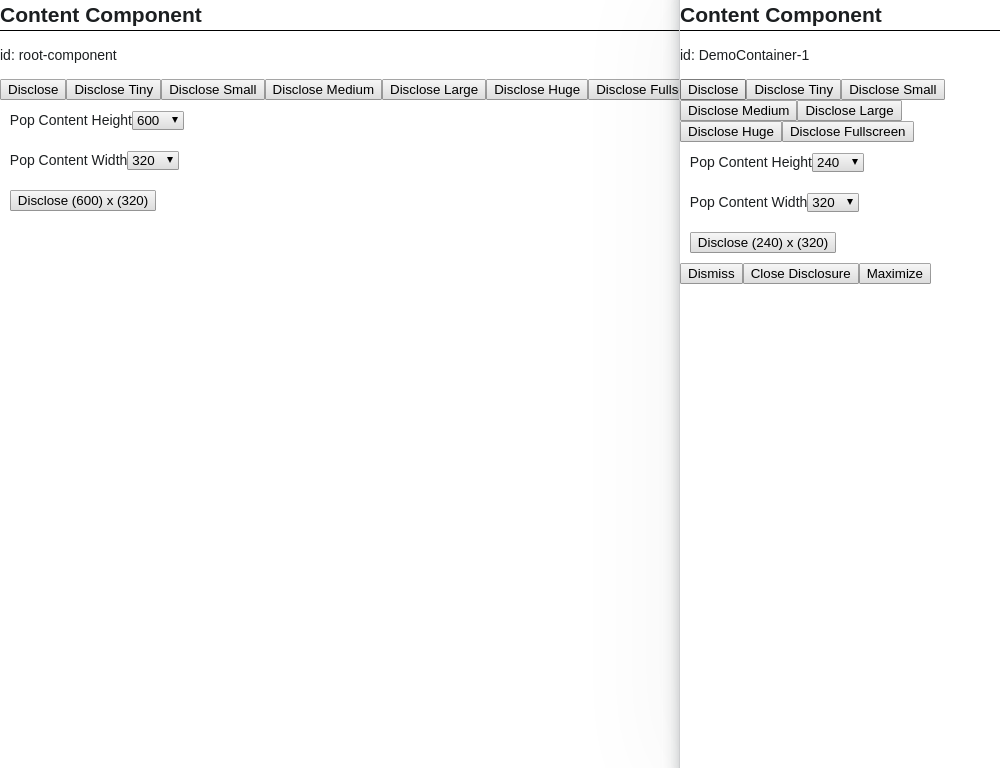 Content Component
id: root-component
Disclose Disclose Tiny Disclose Small Disclose Medium Disclose Large Disclose Huge Disclose Fulls
Pop Content Height 600
Pop Content Width 320
Disclose (600) x (320)
Content Component
id: DemoContainer-1
Disclose Disclose Tiny Disclose Small
Disclose Medium Disclose Large
Disclose Huge Disclose Fullscreen
Pop Content Height 240
Pop Content Width 320
Disclose (240) x (320)
Dismiss Close Disclosure Maximize